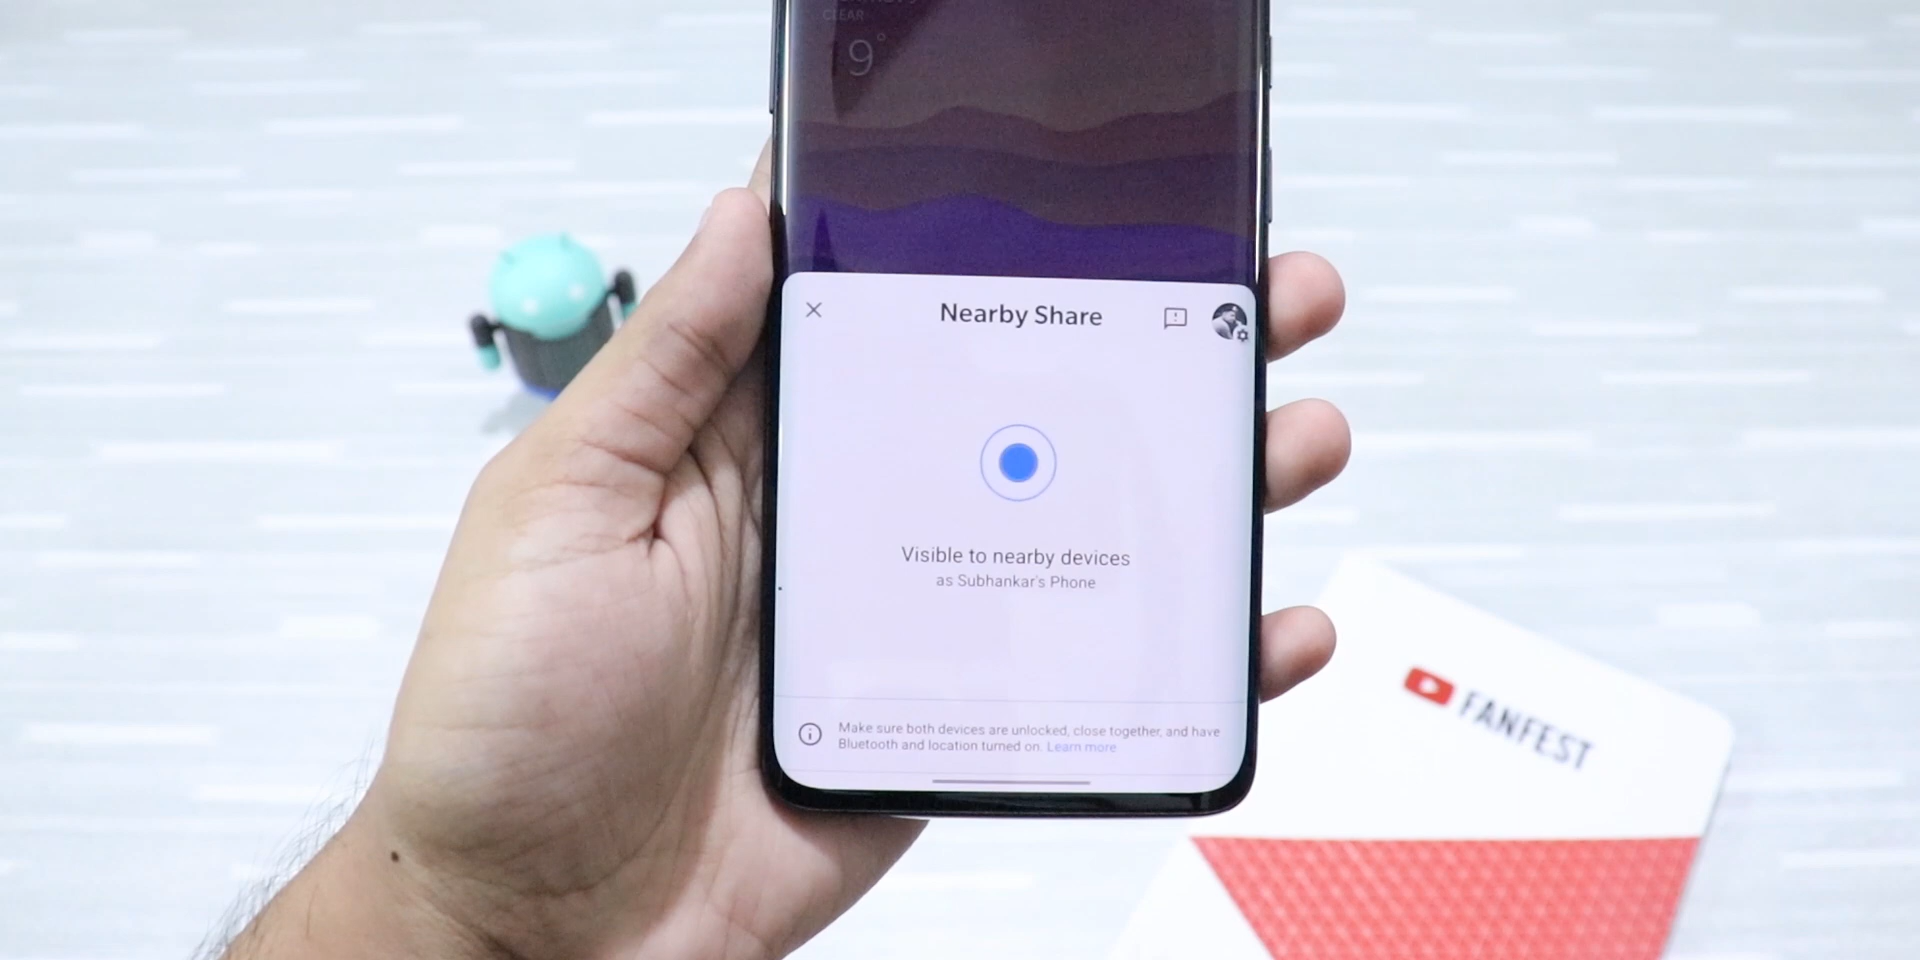 CLEAR
9°
Nearby Share
Visible to nearby devices
as Subhankar's Phone
Make sure both devices are unlocked, close together, and have
Bluetooth and location turned on. Learn more
FANFEST